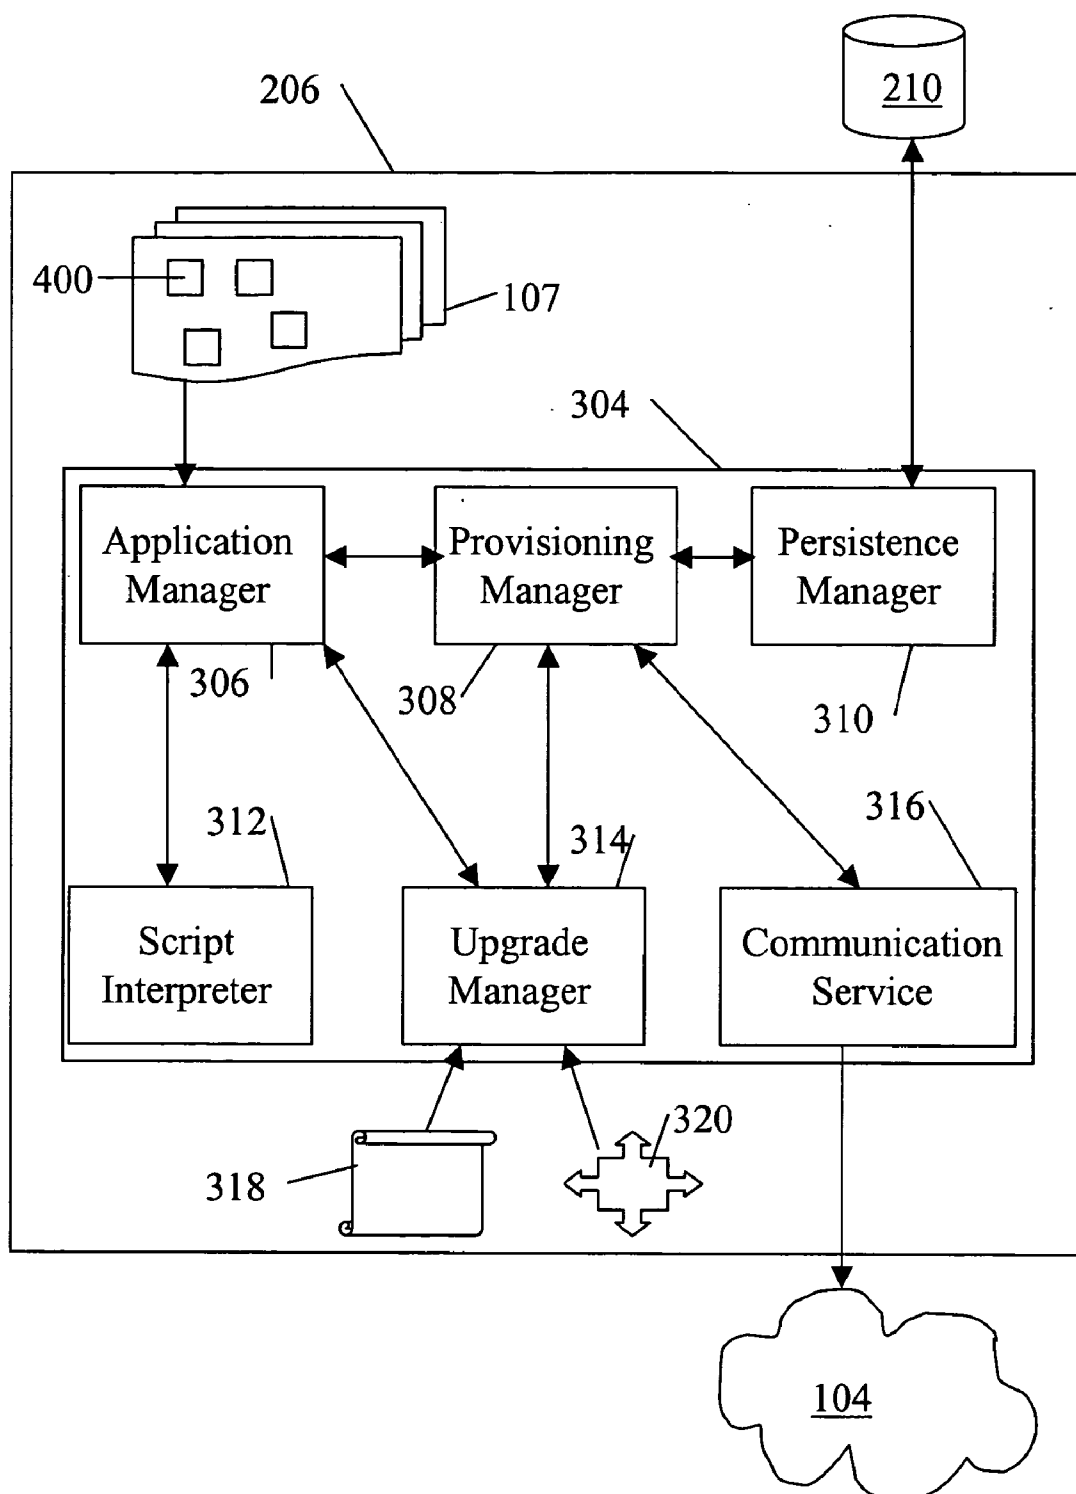 210
206
400
107
304
Application
Manager
Provisioning
Manager
Persistence
Manager
306
308
310
312
314
316
Script
Interpreter
Upgrade
Manager
Communication
Service
318
320
104